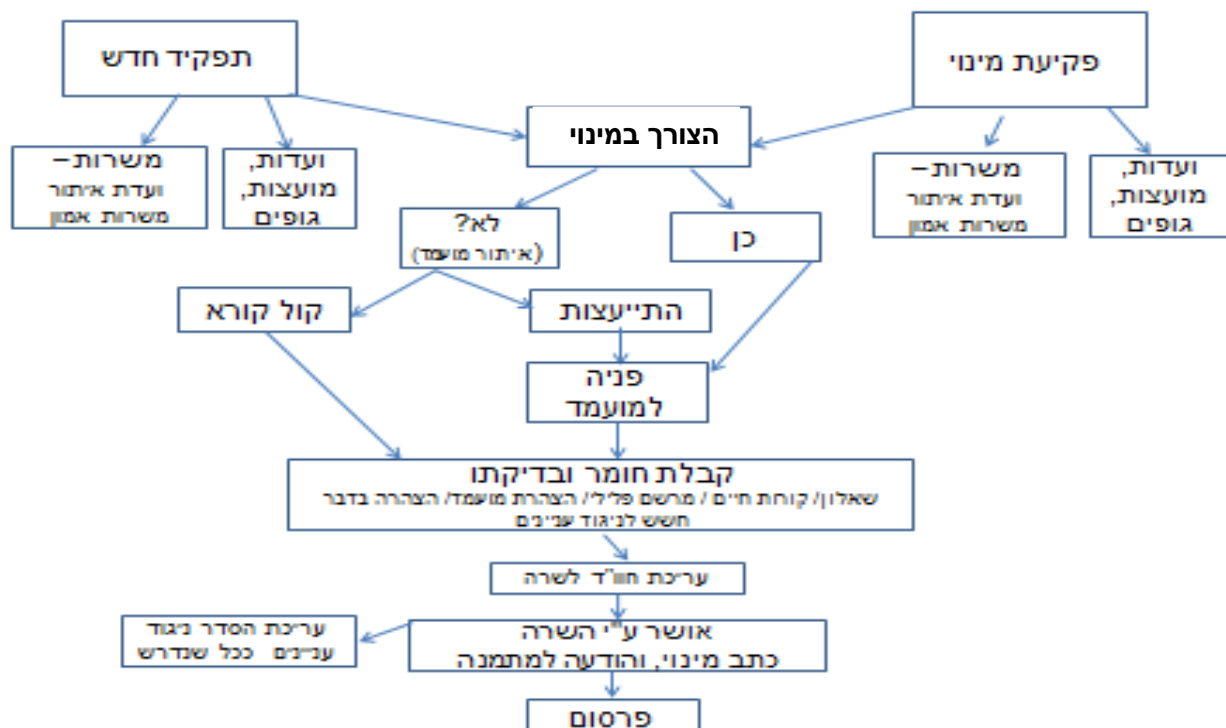 פקיעת מינוי
תפקיד חדש
הצורך במינוי
ועדות,
מועצות,
גופים
משרות –
ועדת איתור
משרות אמון
ועדות,
מועצות,
גופים
משרות –
ועדת איתור
משרות אמון
כן
לא?
(איתור מועמד)
התייעצות
קול קורא
פניה
למועמד
קבלת חומר ובדיקתו
שאלון/ קורות חיים / מרשם פלילי/ הצהרת מועמד/ הצהרה בדבר
חשש לניגוד עניינים
עריכת חוו"ד לשרה
אושר ע"י השרה
כתב מינוי, והודעה למתמנה
עריכת הסדר ניגוד
עניינים ככל שנדרש
פרסום